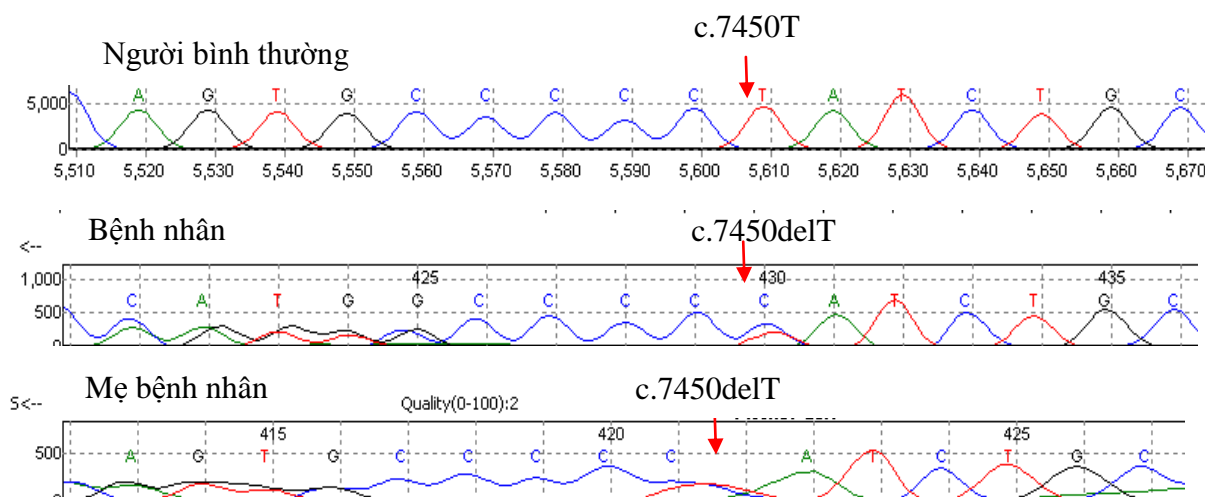 c.7450T
Người bình thường
A G T G C C C C C T A T C T G C
5,000
0
5,510 5,520 5,530 5,540 5,550 5,560 5,570 5,580 5,590 5,600 5,610 5,620 5,630 5,640 5,650 5,660 5,670
Bệnh nhân
c.7450delT
<--
1,000
425 430 435
C A T G G C C C C C A T C T G C
500
0
Mẹ bệnh nhân
c.7450delT
S<--
Quality(0-100):2
415 420 425
500
A G T G C C C C C A T C T G C